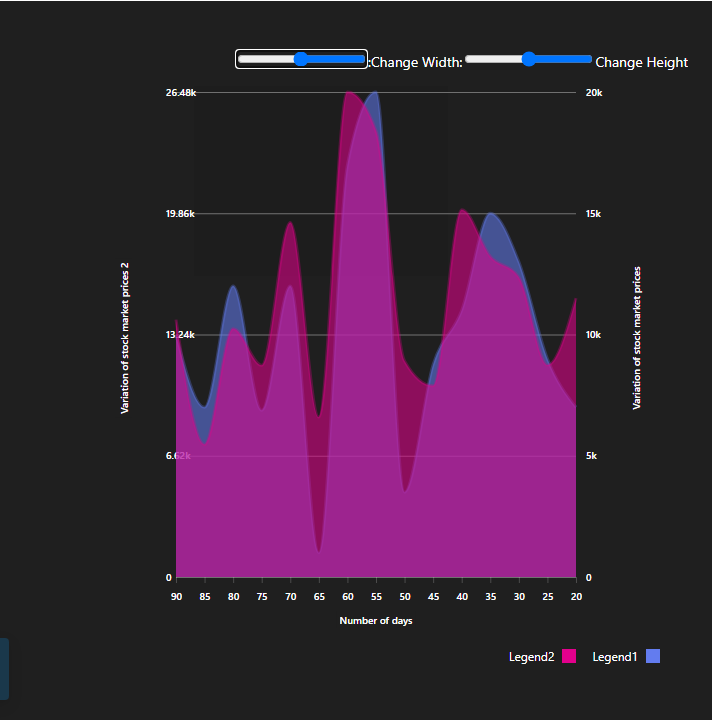 :Change Width: Change Height
26.48k
19.86k
13.24k
6.62k
0
Variation of stock market prices 2
20k
15k
10k
5k
0
Variation of stock market prices
90 85 80 75 70 65 60 55 50 45 40 35 30 25 20
Number of days
Legend2 Legend1